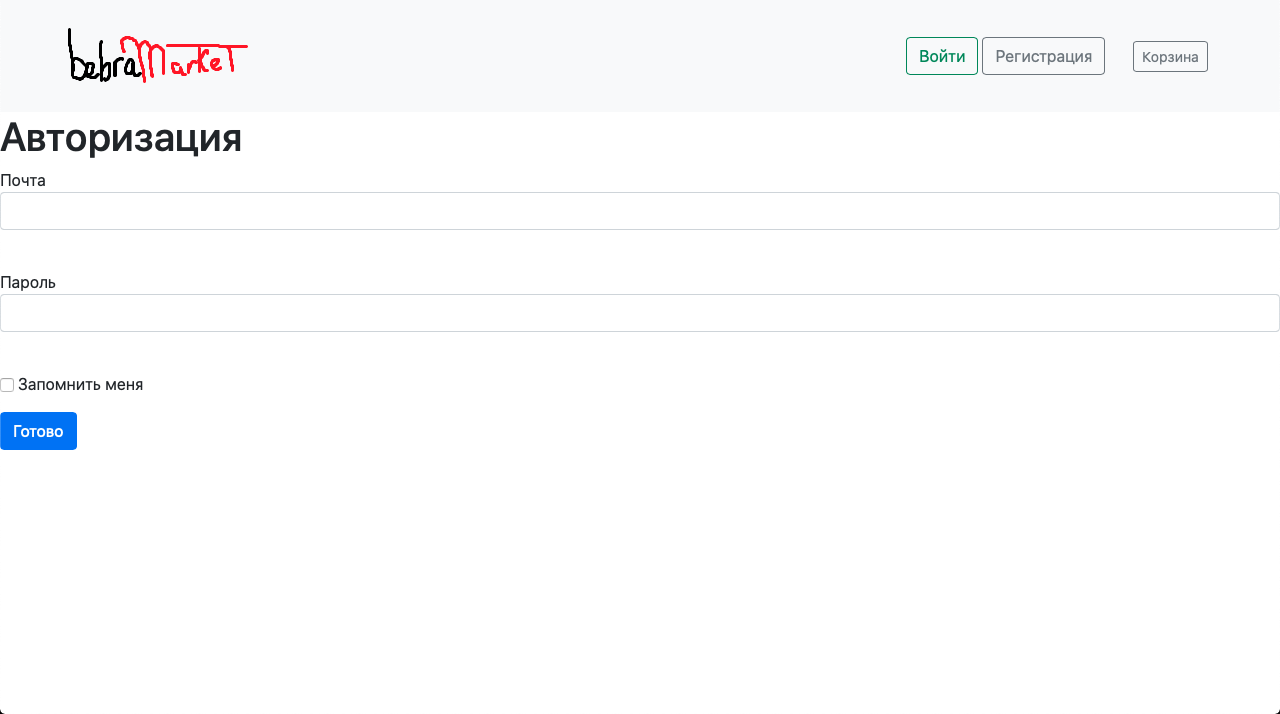 bebraMarkeT
Войти Регистрация Корзина
Авторизация
Почта
Пароль
Запомнить меня
Готово